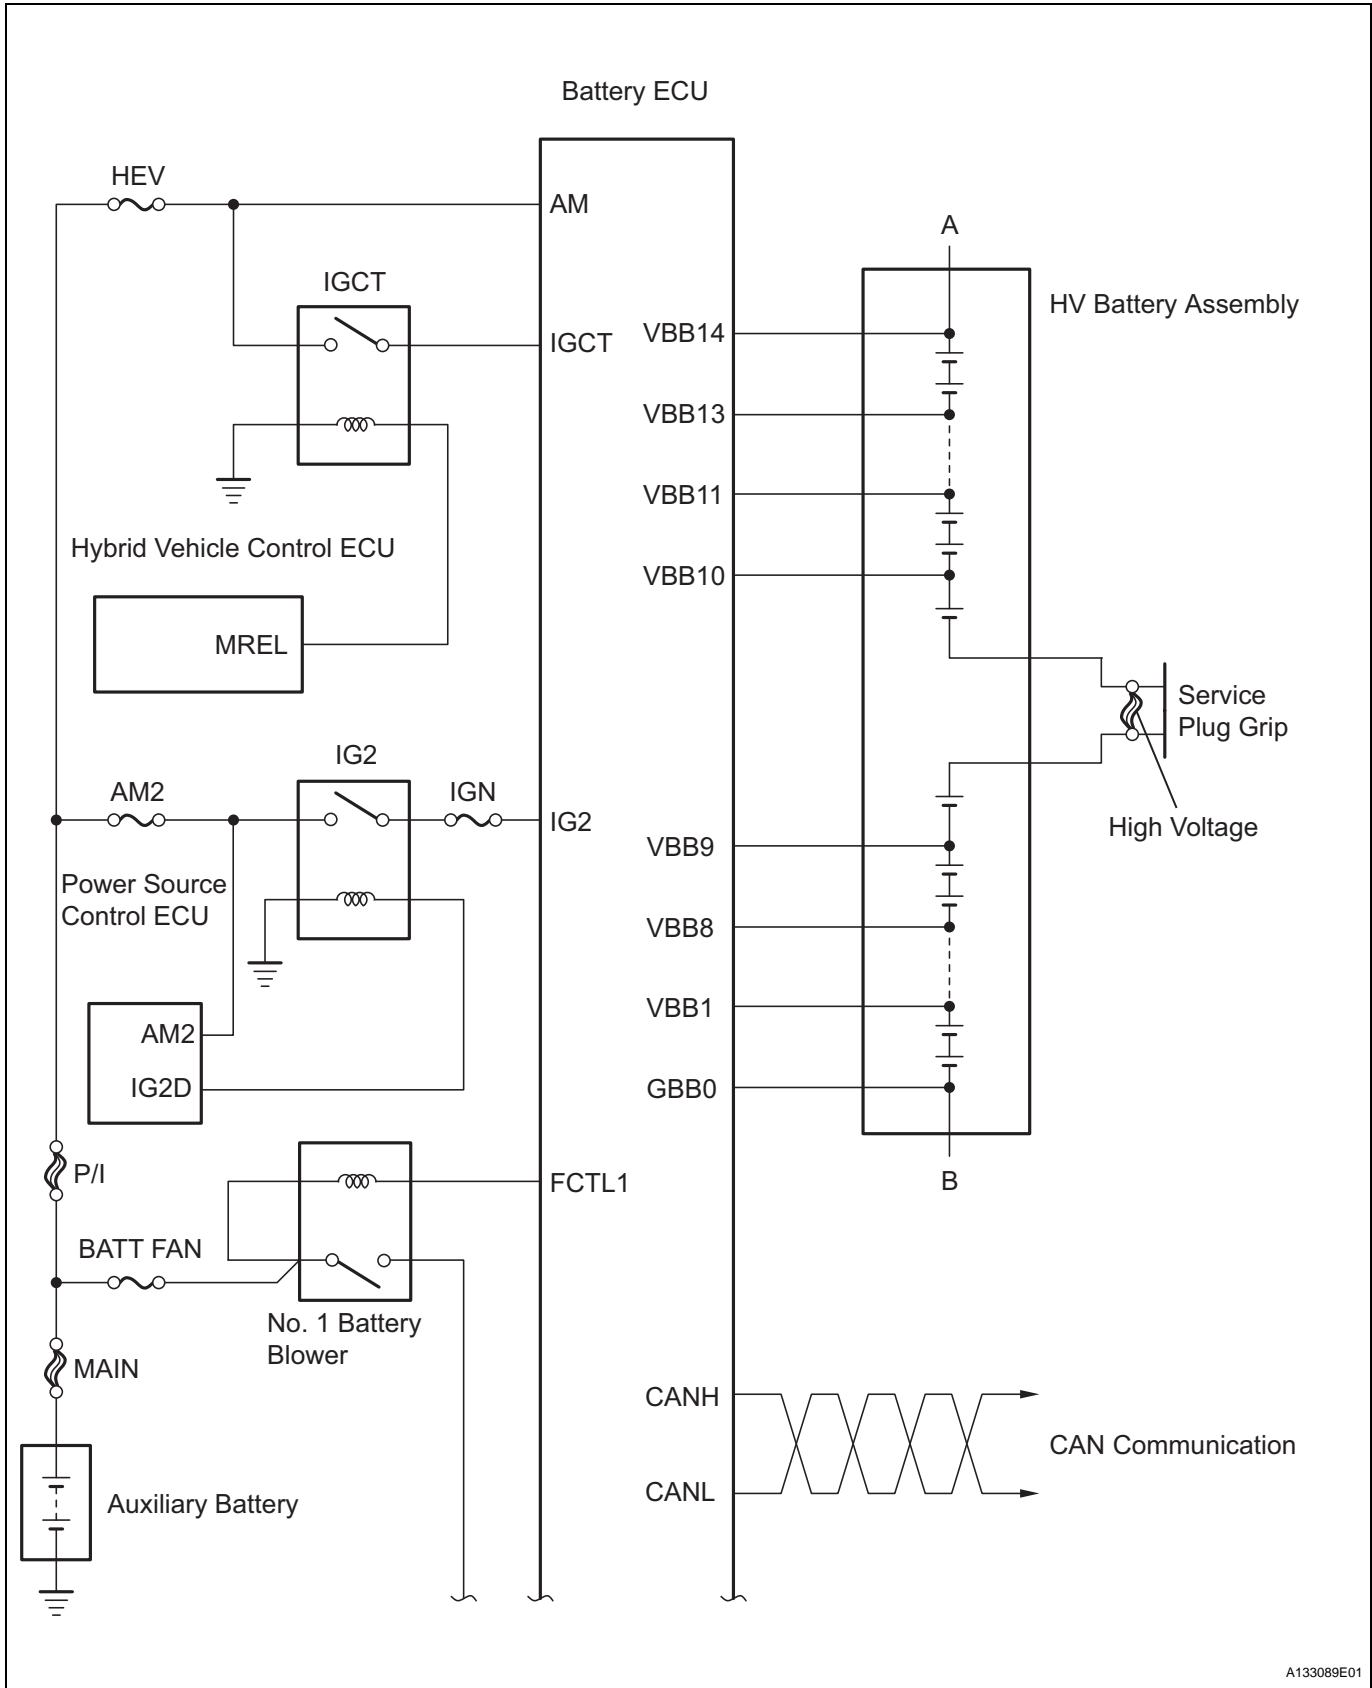 Battery ECU
HEV
AM
A
IGCT
HV Battery Assembly
IGCT
VBB14
VBB13
VBB11
Hybrid Vehicle Control ECU
VBB10
MREL
Service
Plug Grip
IG2
AM2
IGN
IG2
High Voltage
VBB9
Power Source
Control ECU
VBB8
VBB1
AM2
IG2D
GBB0
P/I
FCTL1
B
BATT FAN
No. 1 Battery
Blower
MAIN
CANH
CAN Communication
CANL
Auxiliary Battery
A133089E01